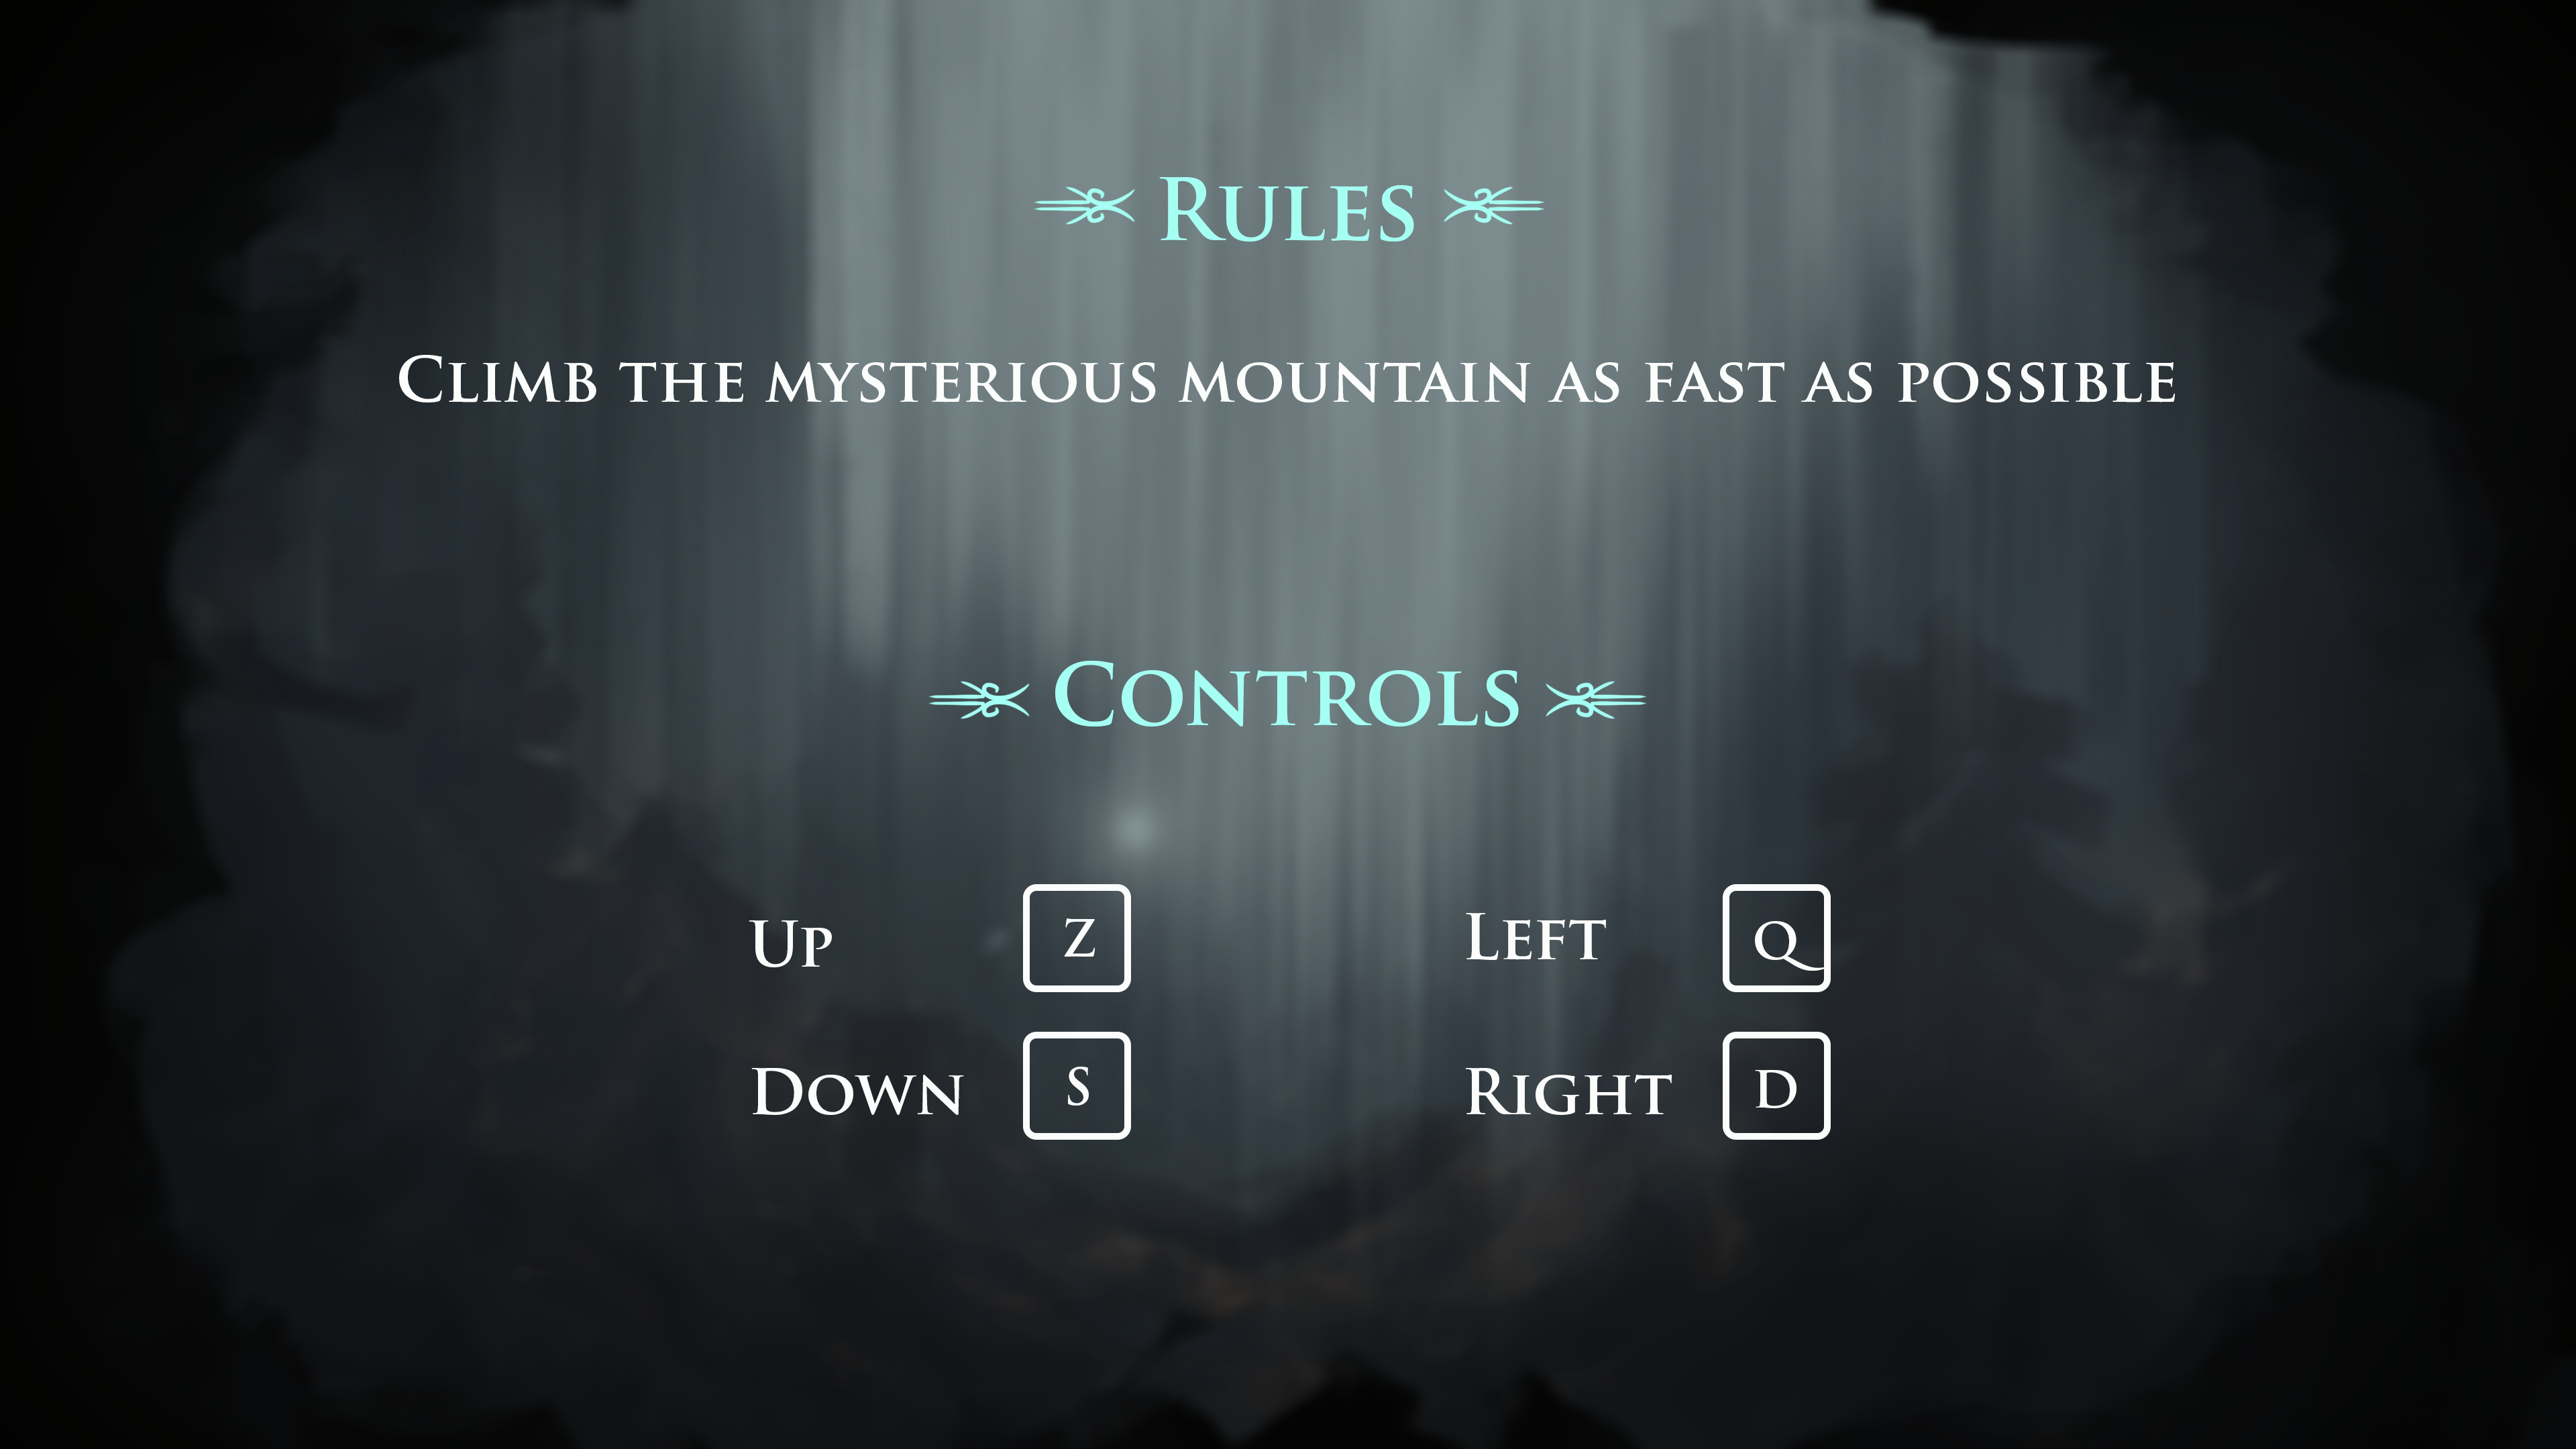 Rules
Climb the mysterious mountain as fast as possible
Controls
Up Z Left Q
Down S Right D